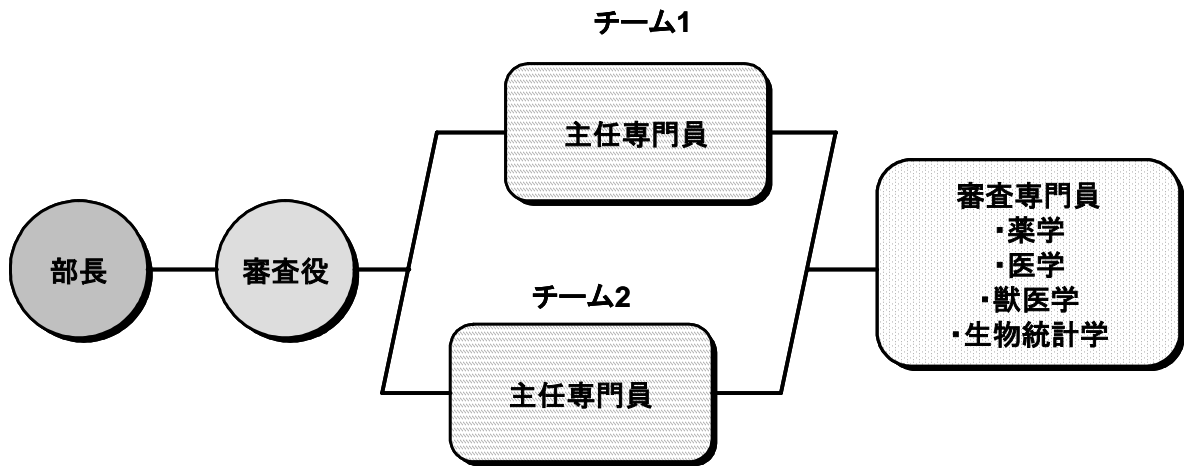 チーム1
主任専門員
部長
審査役
チーム2
主任専門員
審査専門員
・薬学
・医学
・獣医学
・生物統計学